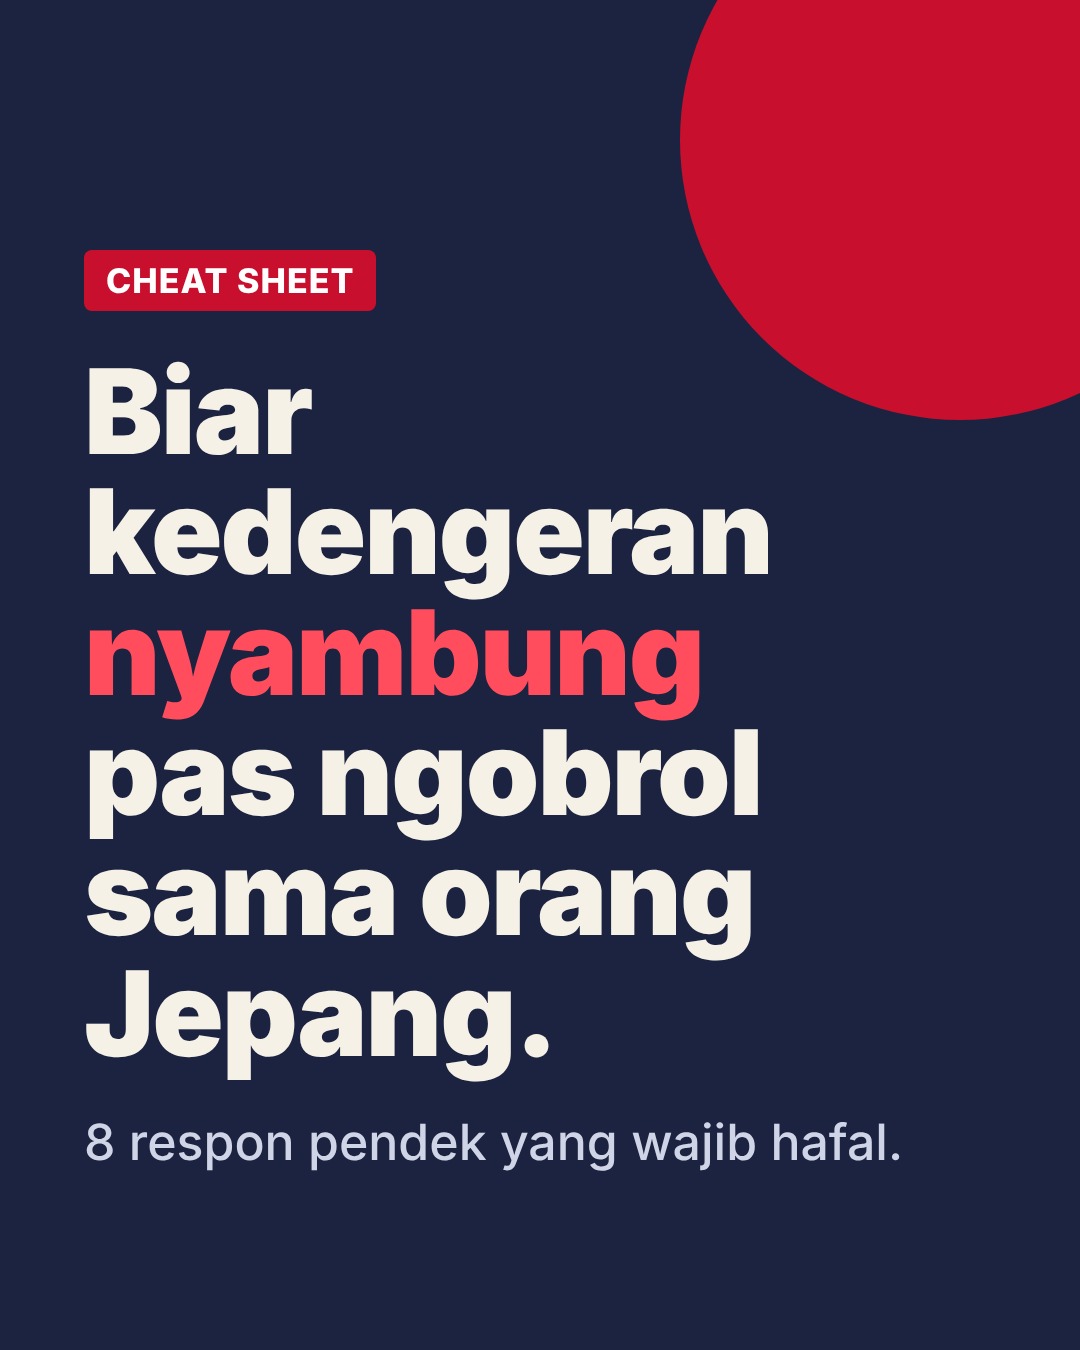 CHEAT SHEET
Biar
kedengeran
nyambung
pas ngobrol
sama orang
Jepang.
8 respon pendek yang wajib hafal.